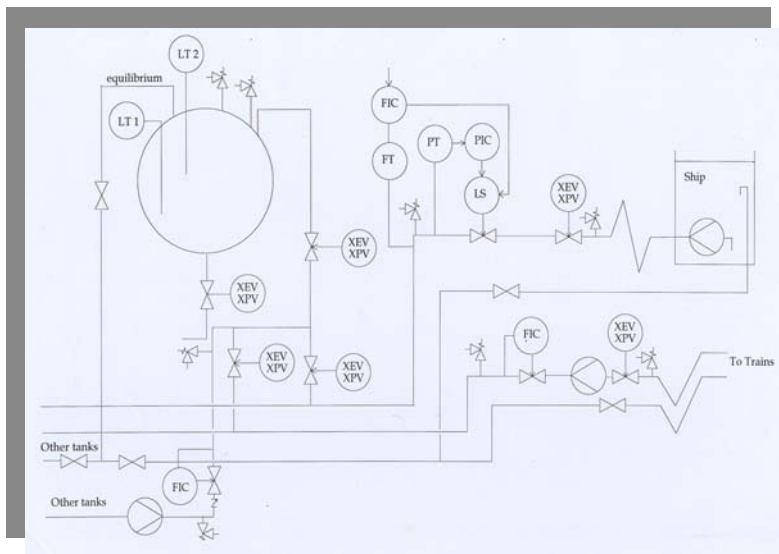 LT 2
equilibrium
LT 1
FIC
FT
PT
PIC
LS
XEV
XPV
Ship
XEV
XPV
XEV
XPV
XEV
XPV
XEV
XPV
FIC
XEV
XPV
To Trains
Other tanks
FIC
Other tanks